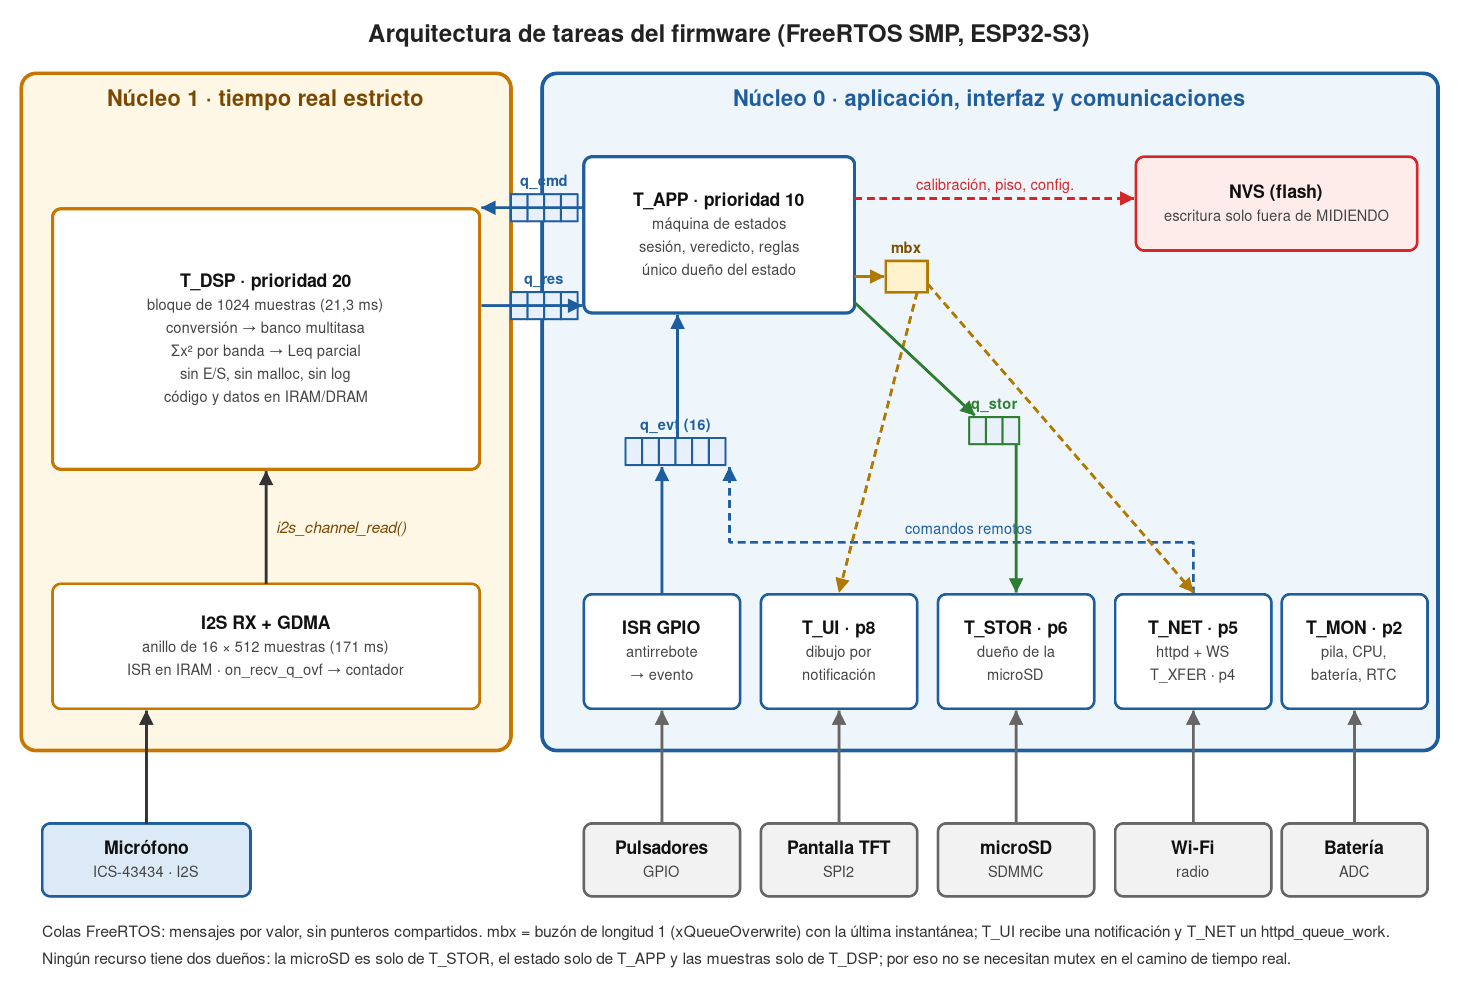 Arquitectura de tareas del firmware (FreeRTOS SMP, ESP32-S3)
Núcleo 1 · tiempo real estricto
T_DSP · prioridad 20
bloque de 1024 muestras (21,3 ms)
conversión → banco multitasa
Σx² por banda → Leq parcial
sin E/S, sin malloc, sin log
código y datos en IRAM/DRAM
i2s_channel_read()
I2S RX + GDMA
anillo de 16 × 512 muestras (171 ms)
ISR en IRAM · on_recv_q_ovf → contador
Micrófono
ICS-43434 · I2S
q_cmd
q_res
Núcleo 0 · aplicación, interfaz y comunicaciones
T_APP · prioridad 10
máquina de estados
sesión, veredicto, reglas
único dueño del estado
calibración, piso, config.
NVS (flash)
escritura solo fuera de MIDIENDO
mbx
q_stor
q_evt (16)
comandos remotos
ISR GPIO
antirrebote
→ evento
T_UI · p8
dibujo por
notificación
T_STOR · p6
dueño de la
microSD
T_NET · p5
httpd + WS
T_XFER · p4
T_MON · p2
pila, CPU,
batería, RTC
Pulsadores
GPIO
Pantalla TFT
SPI2
microSD
SDMMC
Wi-Fi
radio
Batería
ADC
Colas FreeRTOS: mensajes por valor, sin punteros compartidos. mbx = buzón de longitud 1 (xQueueOverwrite) con la última instantánea; T_UI recibe una notificación y T_NET un httpd_queue_work.
Ningún recurso tiene dos dueños: la microSD es solo de T_STOR, el estado solo de T_APP y las muestras solo de T_DSP; por eso no se necesitan mutex en el camino de tiempo real.